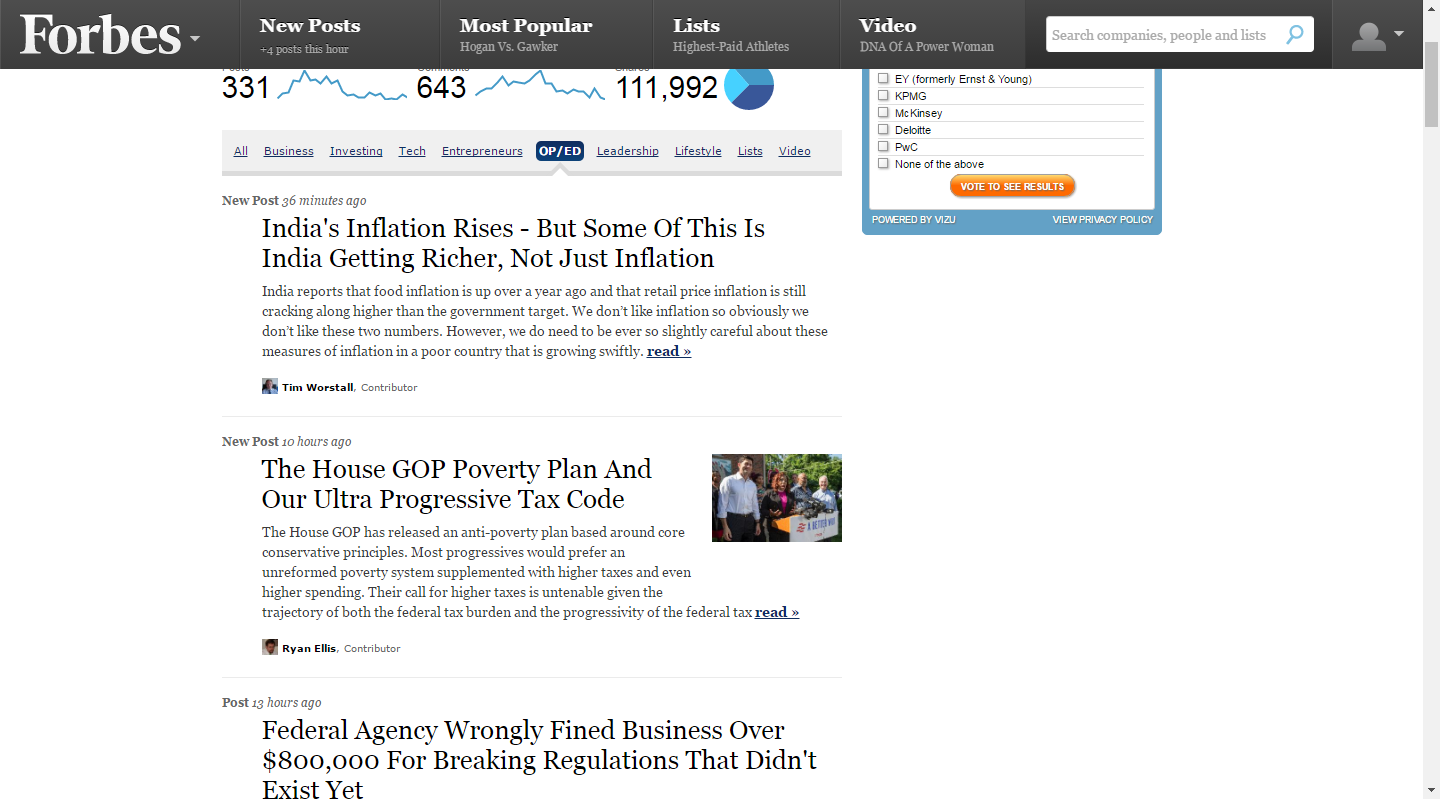 Forbes
New Posts
+4 posts this hour
Most Popular
Hogan Vs. Gawker
Lists
Highest-Paid Athletes
Video
DNA Of A Power Woman
Search companies, people and lists
331
643
111,992
All Business Investing Tech Entrepreneurs OP/ED Leadership Lifestyle Lists Video
New Post 36 minutes ago
India's Inflation Rises - But Some Of This Is
India Getting Richer, Not Just Inflation
India reports that food inflation is up over a year ago and that retail price inflation is still
cracking along higher than the government target. We don’t like inflation so obviously we
don’t like these two numbers. However, we do need to be ever so slightly careful about these
measures of inflation in a poor country that is growing swiftly. read »
Tim Worstall, Contributor
New Post 10 hours ago
The House GOP Poverty Plan And
Our Ultra Progressive Tax Code
The House GOP has released an anti-poverty plan based around core
conservative principles. Most progressives would prefer an
unreformed poverty system supplemented with higher taxes and even
higher spending. Their call for higher taxes is untenable given the
trajectory of both the federal tax burden and the progressivity of the federal tax read »
A BETTER WAY
Ryan Ellis, Contributor
Post 13 hours ago
Federal Agency Wrongly Fined Business Over
$800,000 For Breaking Regulations That Didn't
Exist Yet
EY (formerly Ernst & Young)
KPMG
McKinsey
Deloitte
PwC
None of the above
VOTE TO SEE RESULTS
POWERED BY VIZU
VIEW PRIVACY POLICY